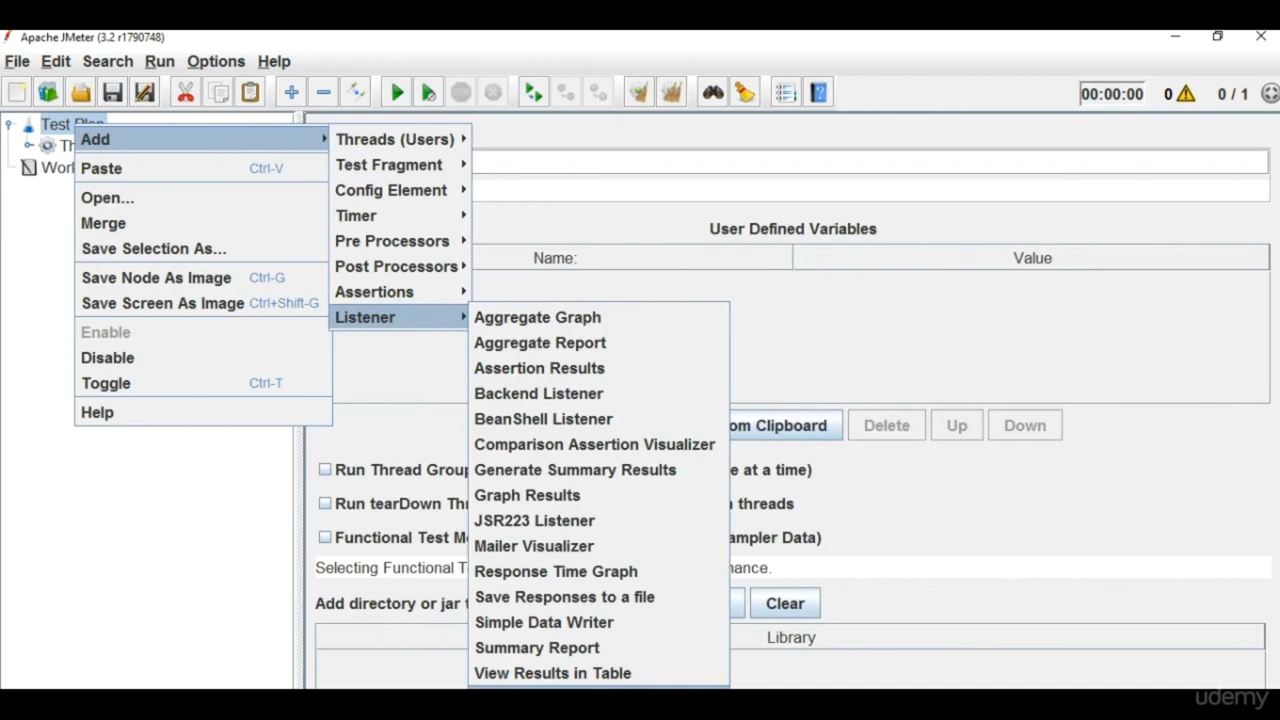 Apache JMeter (3.2 r1790748)
File Edit Search Run Options Help
00:00:00 0 0 / 1
Test Plan
Add
Paste Ctrl-V
Open...
Merge
Save Selection As...
Save Node As Image Ctrl-G
Save Screen As Image Ctrl+Shift-G
Enable
Disable
Toggle Ctrl-T
Help
Threads (Users)
Test Fragment
Config Element
Timer
Pre Processors
Post Processors
Assertions
Listener
Aggregate Graph
Aggregate Report
Assertion Results
Backend Listener
BeanShell Listener
Comparison Assertion Visualizer
Generate Summary Results
Graph Results
JSR223 Listener
Mailer Visualizer
Response Time Graph
Save Responses to a file
Simple Data Writer
Summary Report
View Results in Table
User Defined Variables
Name: Value
Clipboard Delete Up Down
Run Thread at a time)
Run tearDown threads
Functional Test Data)
Selecting Functional
Add directory or jar Clear
Library
udemy